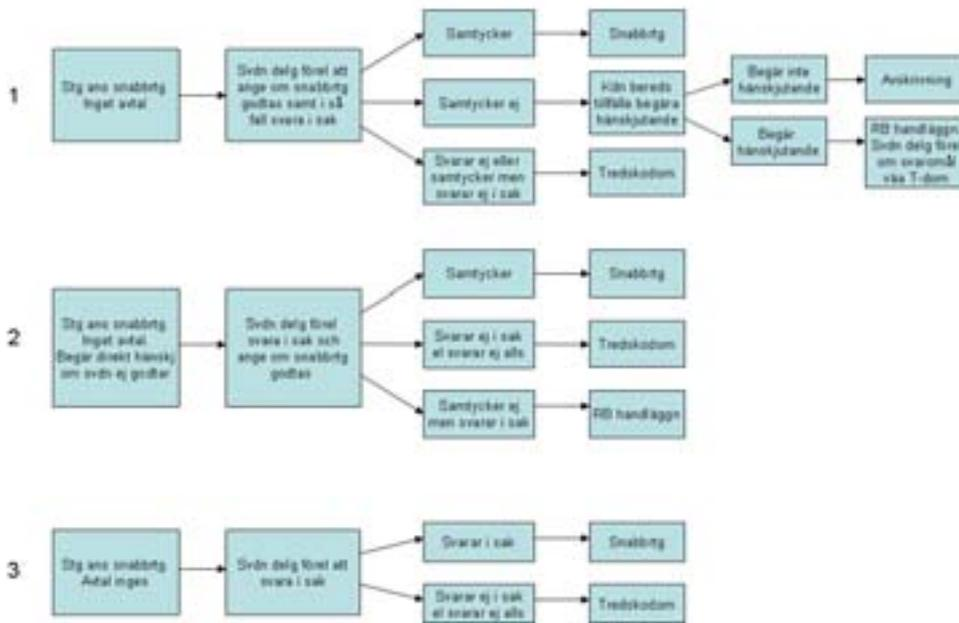 1
Stg ans snabbrtg
Inget avtal
Svdn delg förel att
ange om snabbrtg
godtas samt i så
fall svara i sak
Samtycker
Snabbrtg
Samtycker ej
Kdn bereds
tillfälle begära
hänskjutande
Begär inte
hänskjutande
Avskrivning
Begär
hänskjutande
RB handläggn
Svdn delg förel
om svaromål
vaa T-dom
Svarar ej eller
samtycker men
svarar ej i sak
Tredskodom
2
Stg ans snabbrtg
Inget avtal
Begär direkt hänskj
om svdn ej godtar
Svdn delg förel
svara i sak och
ange om snabbrtg
godtas
Samtycker
Snabbrtg
Svarar ej i sak
el svarar ej alls
Tredskodom
Samtycker ej
men svarar i sak
RB handläggn
3
Stg ans snabbrtg
Avtal inges
Svdn delg förel att
svara i sak
Svarar i sak
Snabbrtg
Svarar ej i sak
el svarar ej alls
Tredskodom